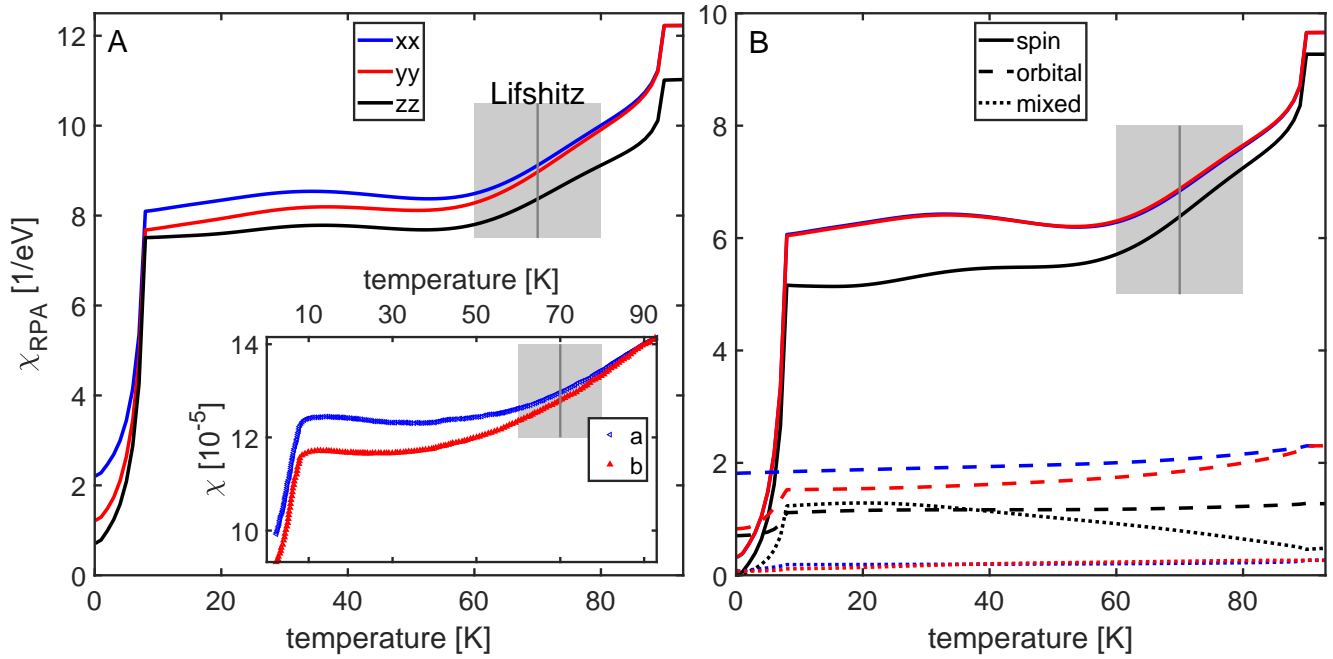 A
xx
yy
zz
Lifshitz
12
10
8
6
4
2
0
χRPA [1/eV]
temperature [K]
10 30 50 70 90
14
12
10
χ [10-5]
a
b
0 20 40 60 80
temperature [K]
B
spin
orbital
mixed
10
8
6
4
2
0
0 20 40 60 80
temperature [K]